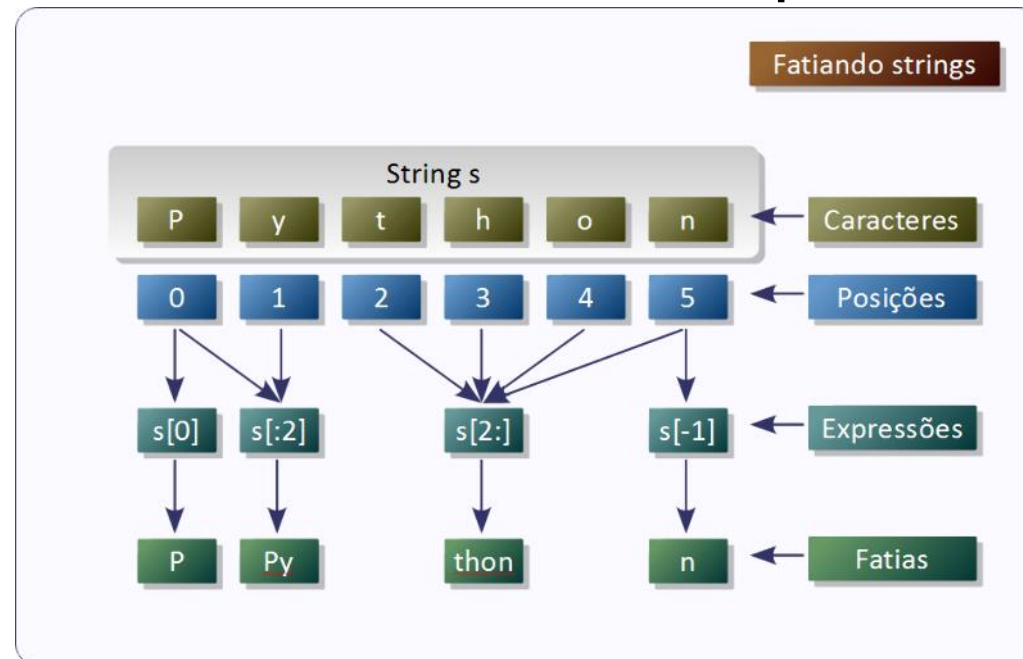 Fatiando strings
String s
P y t h o n Caracteres
0 1 2 3 4 5 Posições
s[0] s[:2] s[2:] s[-1] Expressões
P Py thon n Fatias